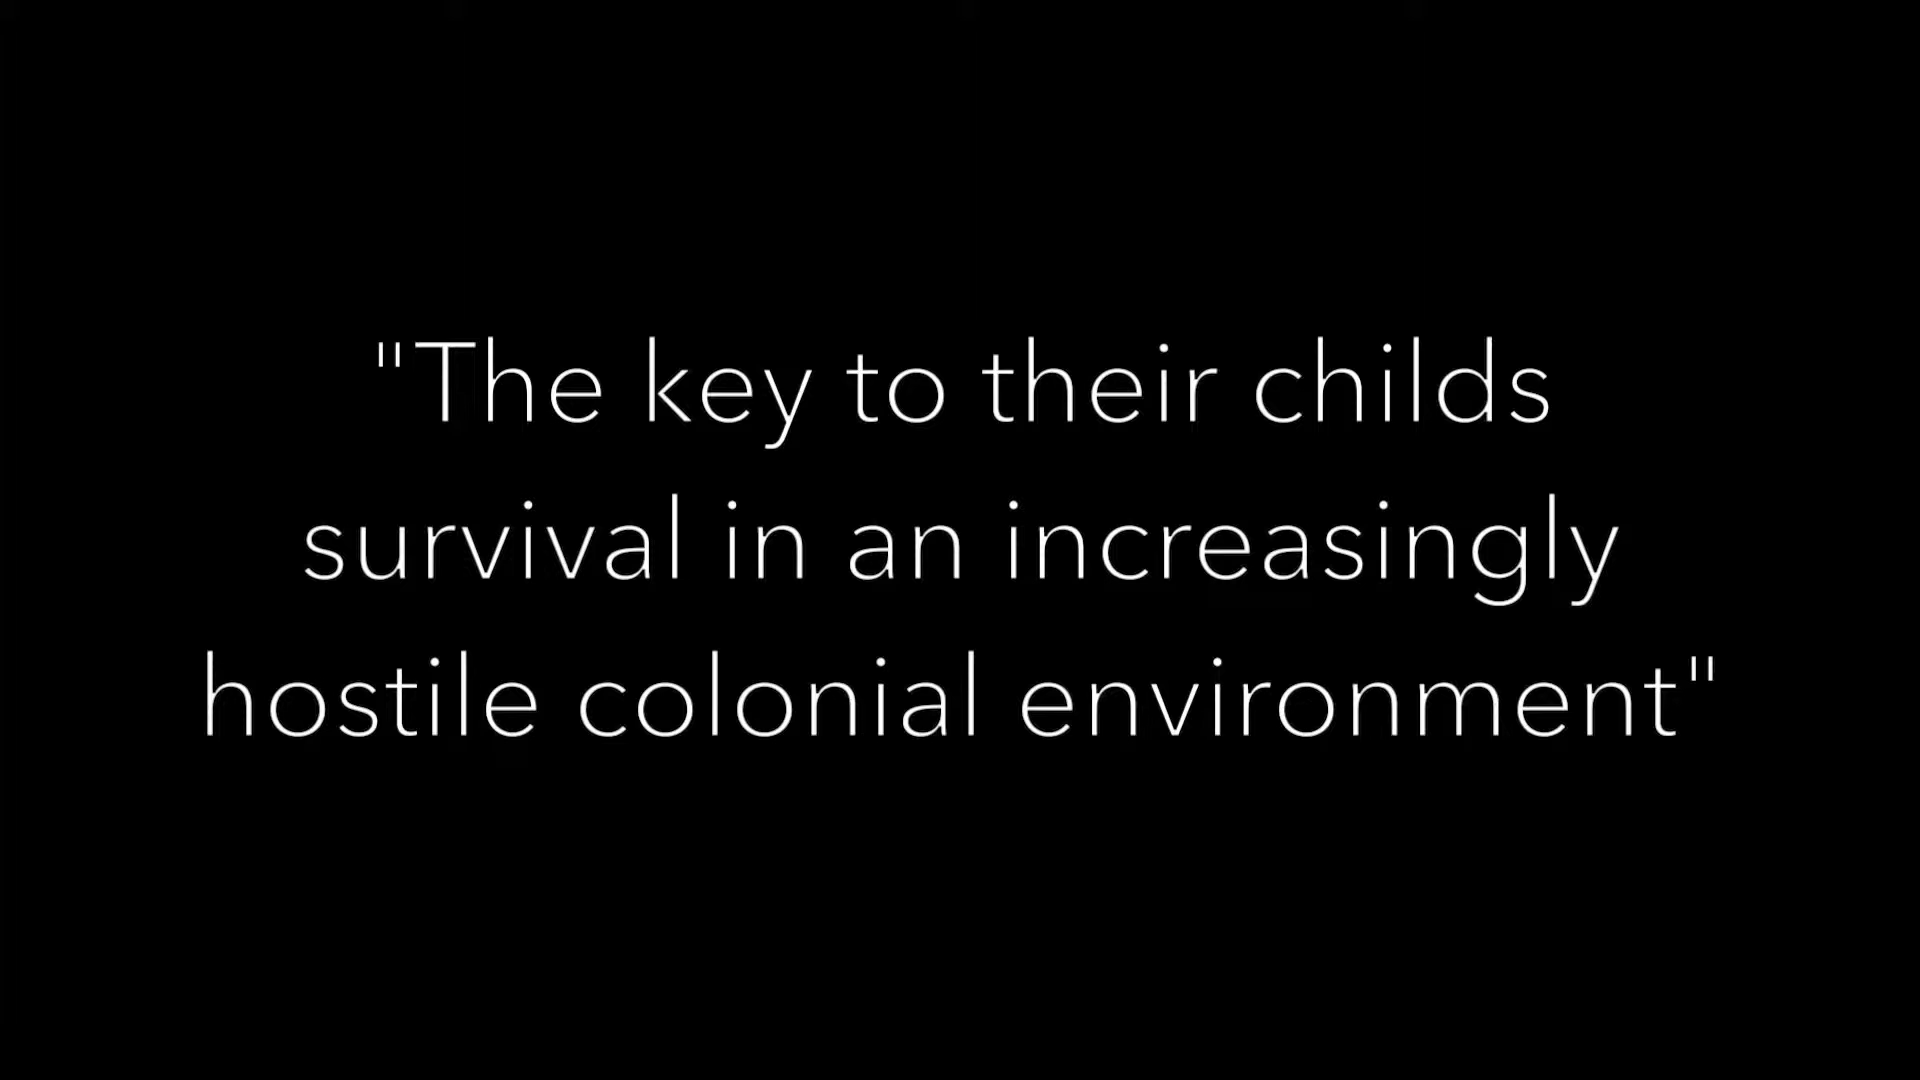 "The key to their childs
survival in an increasingly
hostile colonial environment"